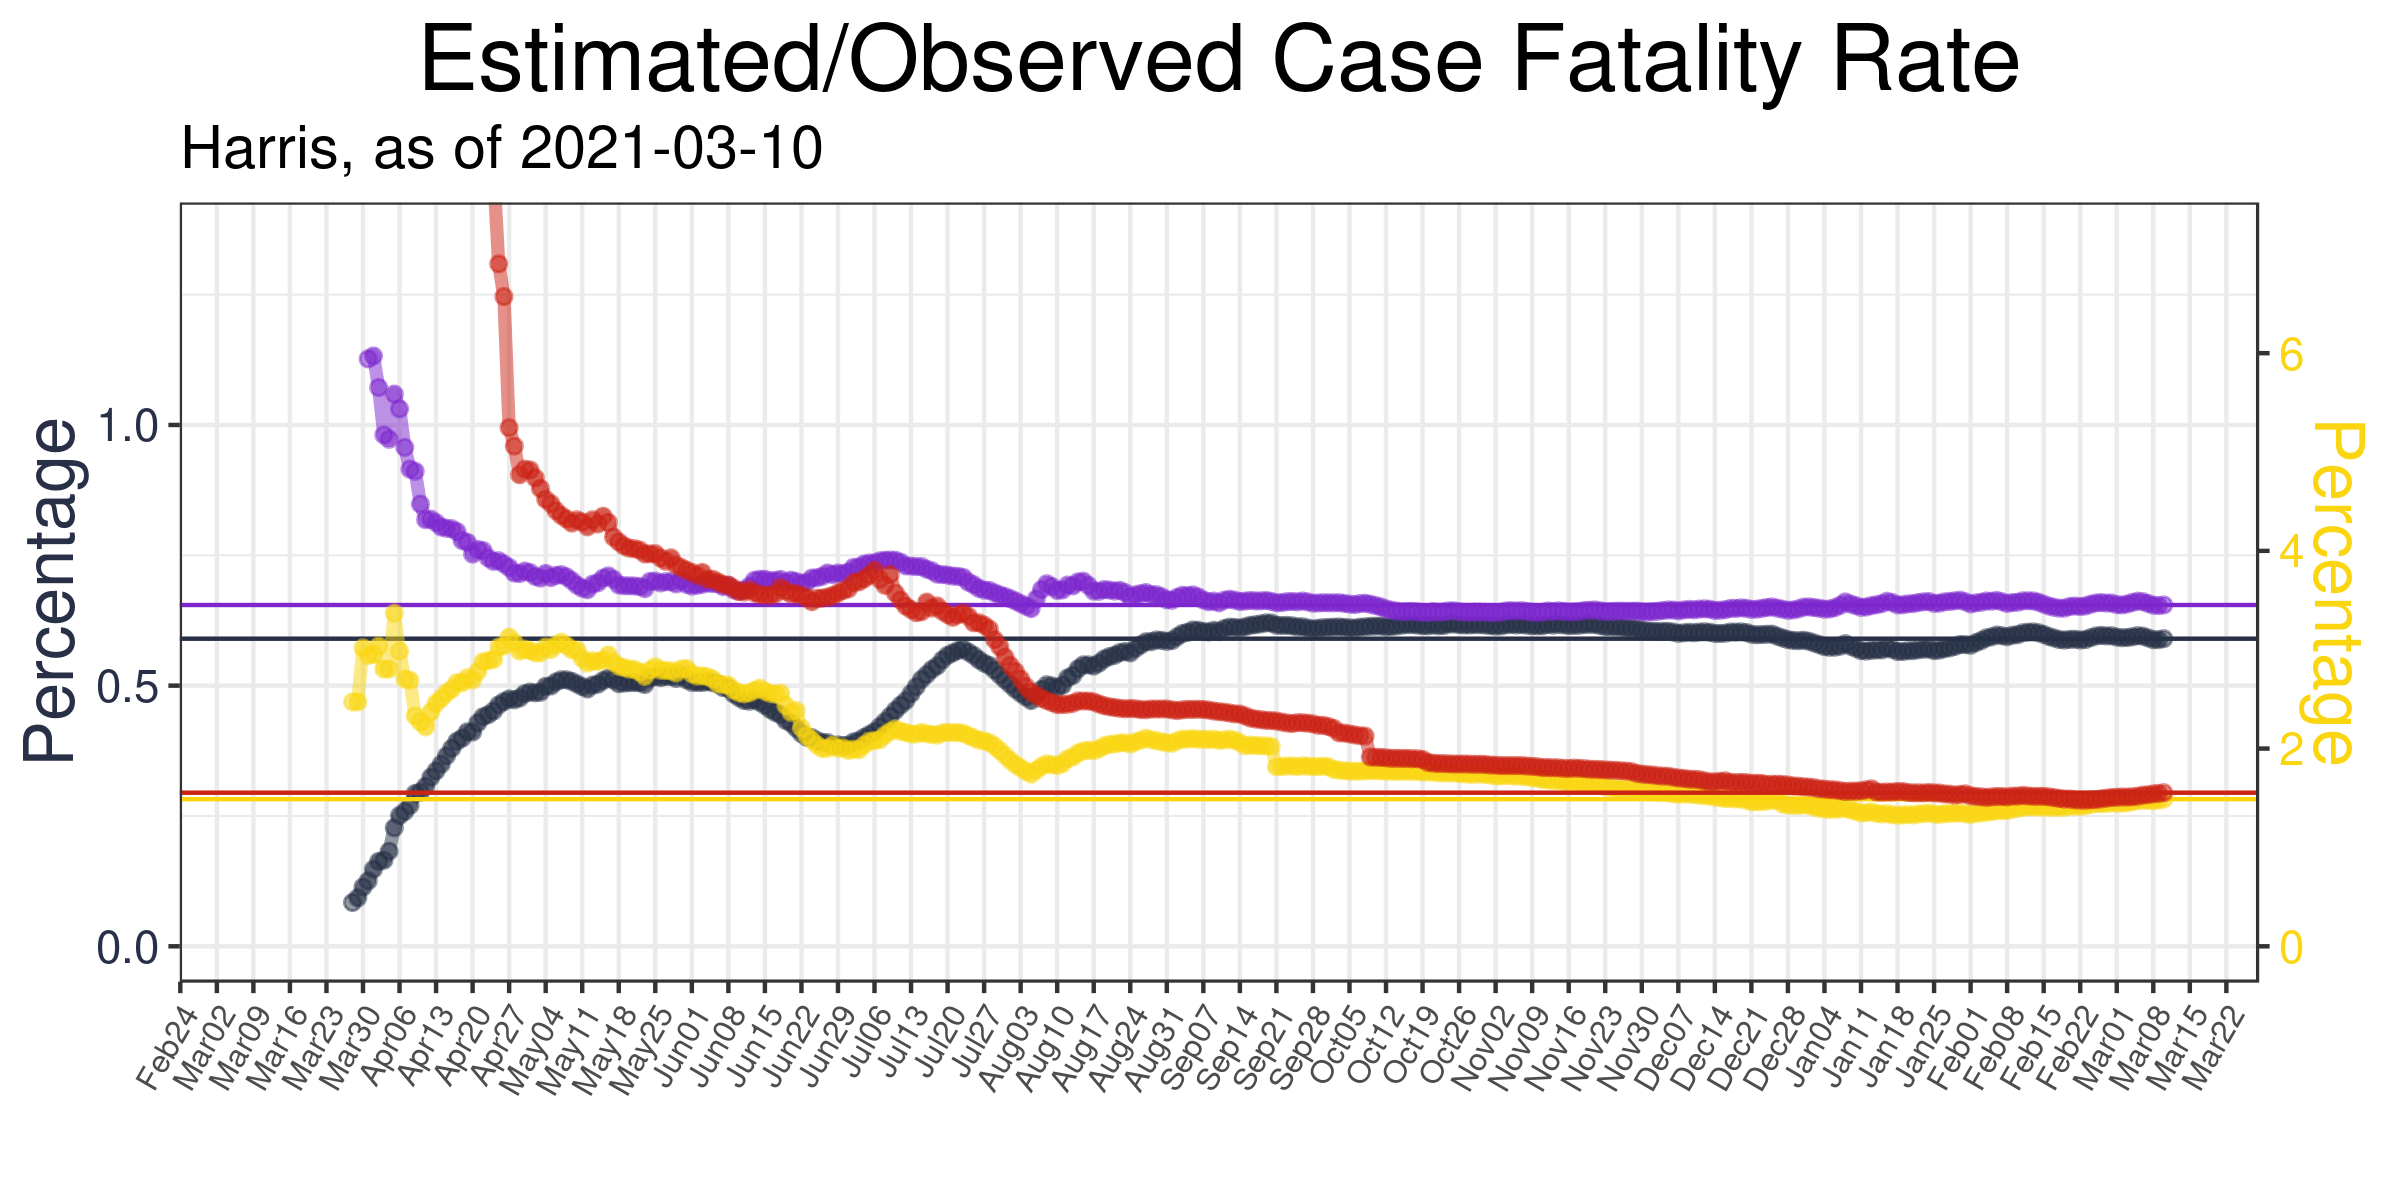 Estimated/Observed Case Fatality Rate
Harris, as of 2021-03-10
Percentage
1.0
0.5
0.0
6
4
2
0
Percentage
Feb24
Mar02
Mar09
Mar16
Mar23
Mar30
Apr06
Apr13
Apr20
Apr27
May04
May11
May18
May25
Jun01
Jun08
Jun15
Jun22
Jun29
Jul06
Jul13
Jul20
Jul27
Aug03
Aug10
Aug17
Aug24
Aug31
Sep07
Sep14
Sep21
Sep28
Oct05
Oct12
Oct19
Oct26
Nov02
Nov09
Nov16
Nov23
Nov30
Dec07
Dec14
Dec21
Dec28
Jan04
Jan11
Jan18
Jan25
Feb01
Feb08
Feb15
Feb22
Mar01
Mar08
Mar15
Mar22